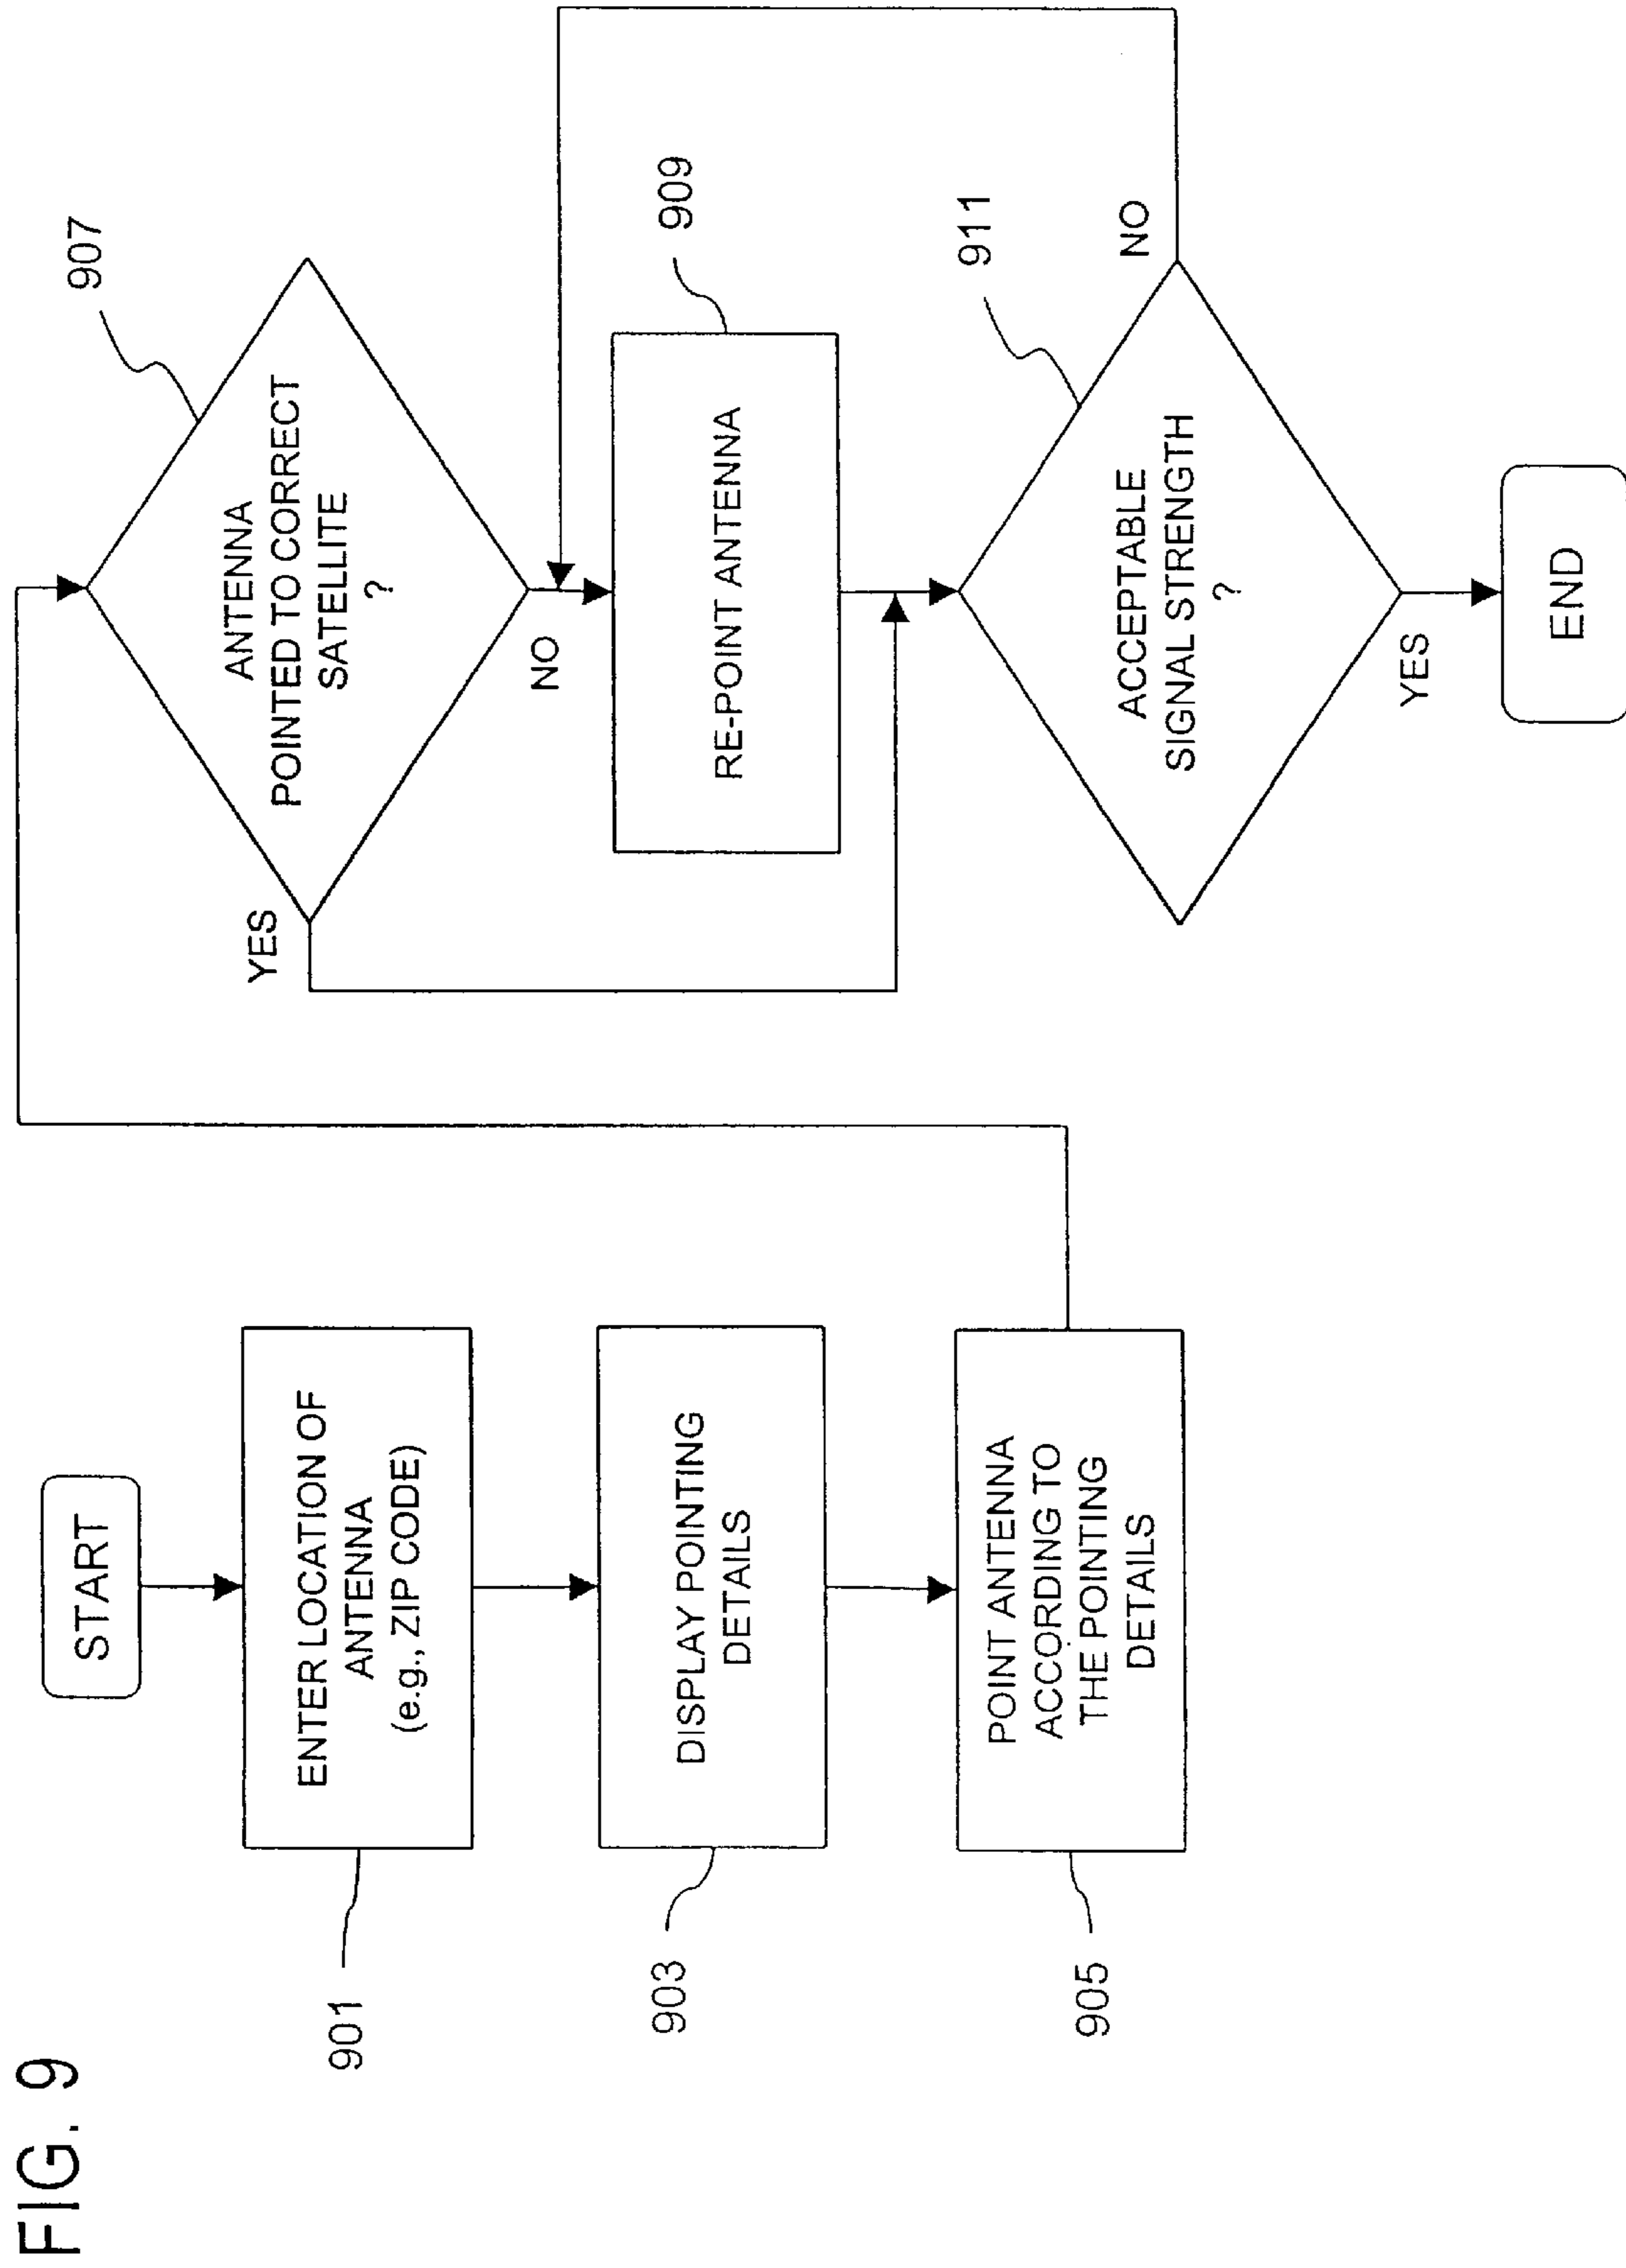 FIG. 9
START
ENTER LOCATION OF
ANTENNA
(e.g., ZIP CODE)
901
DISPLAY POINTING
DETAILS
903
POINT ANTENNA
ACCORDING TO
THE POINTING
DETAILS
905
ANTENNA
POINTED TO CORRECT
SATELLITE
?
907
YES
NO
RE-POINT ANTENNA
909
ACCEPTABLE
SIGNAL STRENGTH
?
911
NO
YES
END